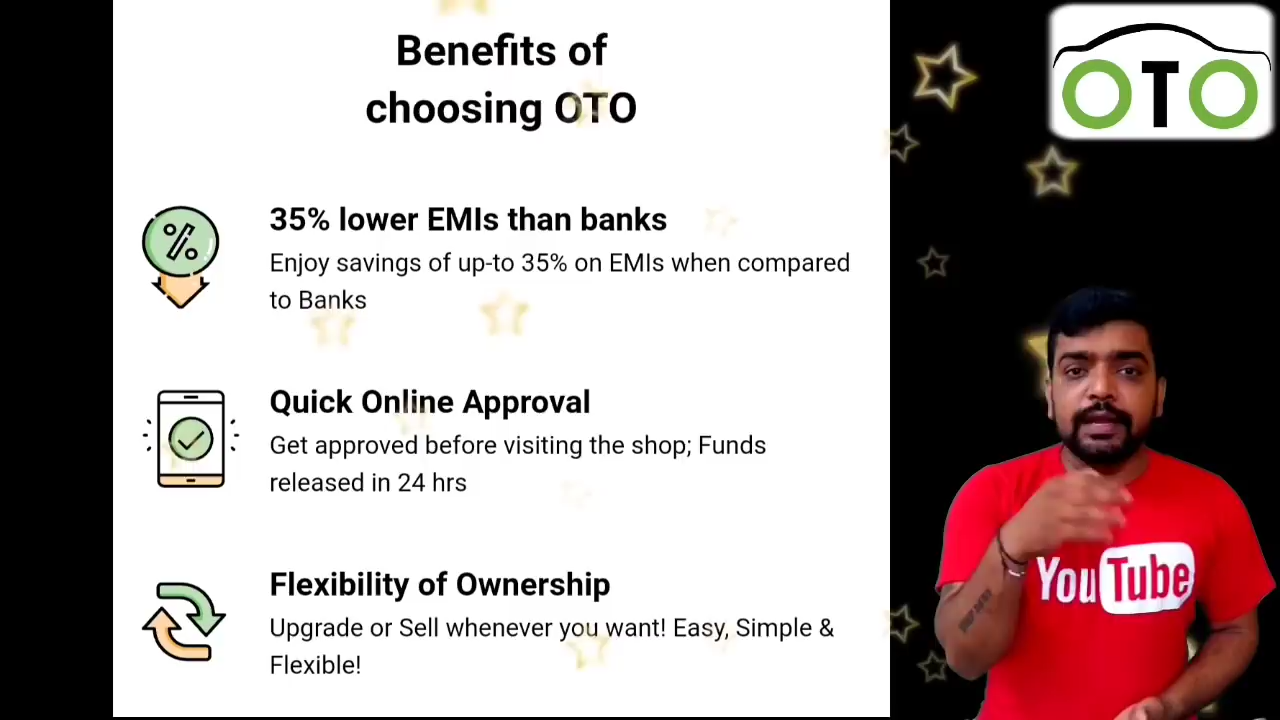 Benefits of
choosing OTO
OTO
35% lower EMIs than banks
Enjoy savings of up-to 35% on EMIs when compared
to Banks
Quick Online Approval
Get approved before visiting the shop; Funds
released in 24 hrs
Flexibility of Ownership
Upgrade or Sell whenever you want! Easy, Simple &
Flexible!
YouTube